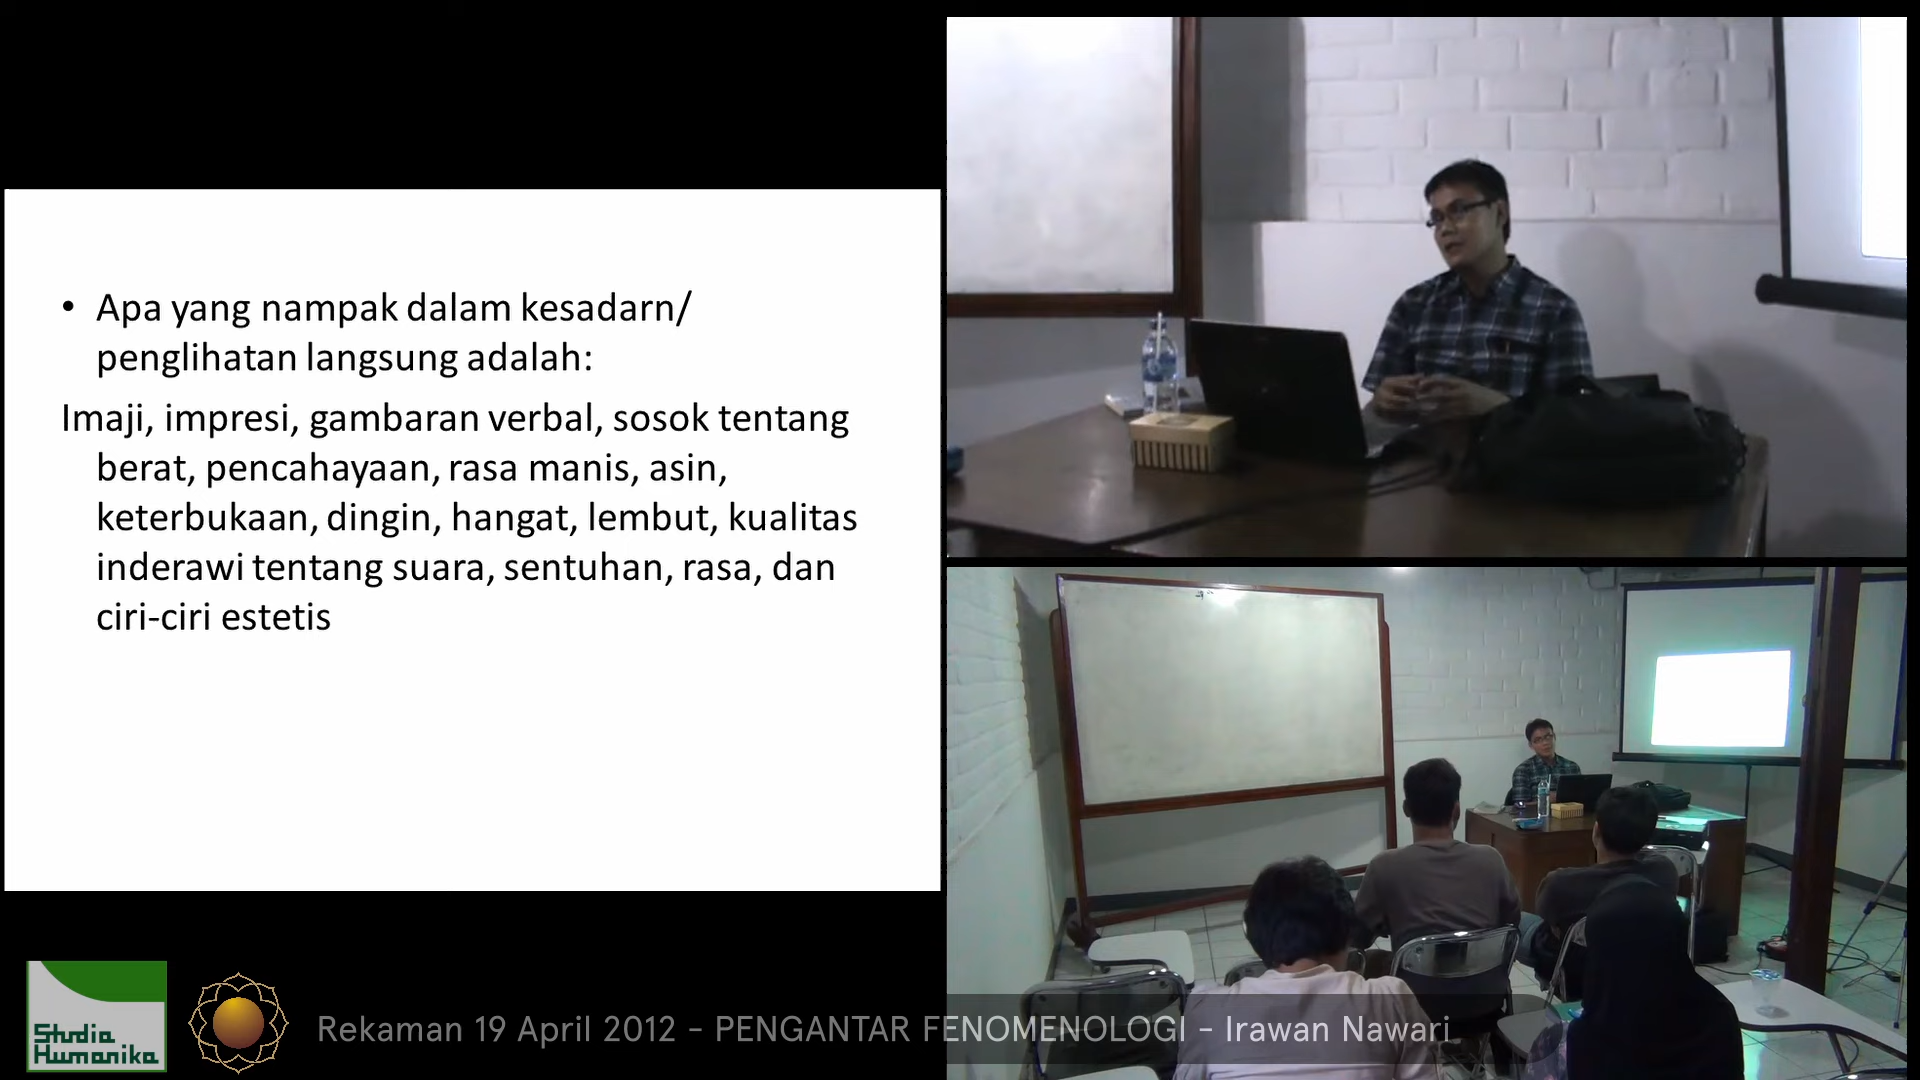 • Apa yang nampak dalam kesadarn/
penglihatan langsung adalah:
Imaji, impresi, gambaran verbal, sosok tentang
berat, pencahayaan, rasa manis, asin,
keterbukaan, dingin, hangat, lembut, kualitas
inderawi tentang suara, sentuhan, rasa, dan
ciri-ciri estetis
Studia
Humanika
Rekaman 19 April 2012 - PENGANTAR FENOMENOLOGI - Irawan Nawari